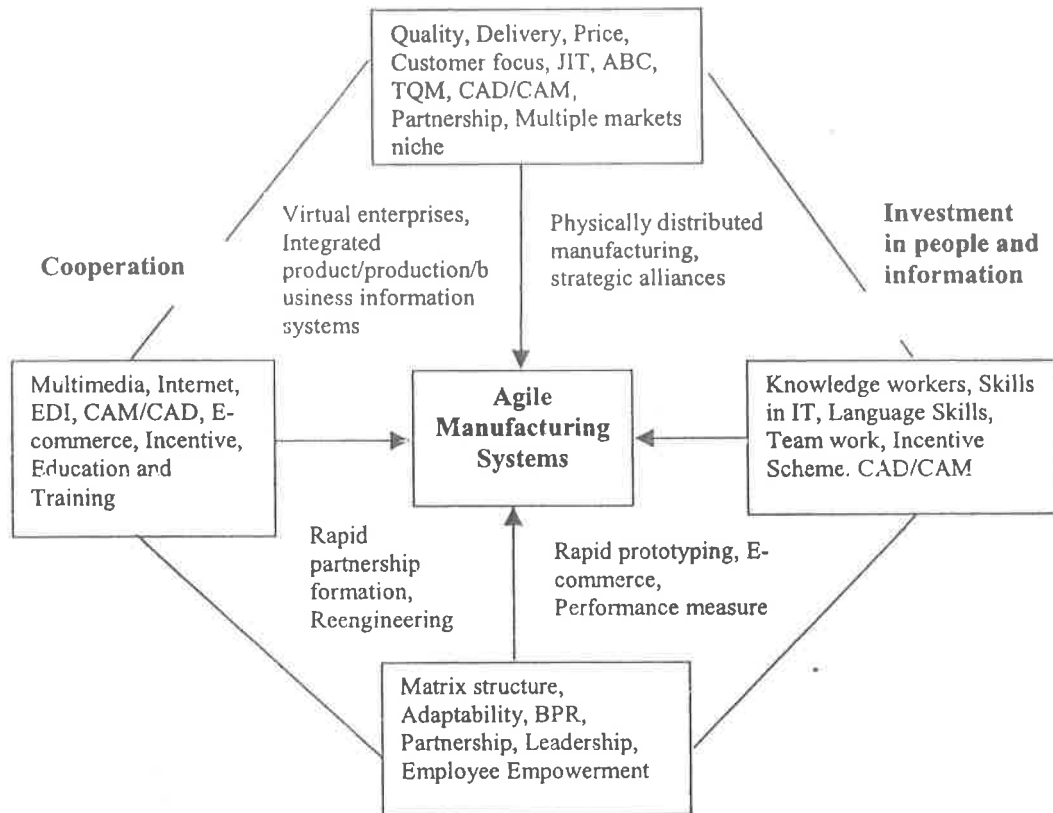 Quality, Delivery, Price,
Customer focus, JIT, ABC,
TQM, CAD/CAM,
Partnership, Multiple markets
niche
Virtual enterprises,
Integrated
product/production/b
usiness information
systems
Physically distributed
manufacturing,
strategic alliances
Cooperation
Investment
in people and
information
Multimedia, Internet,
EDI, CAM/CAD, E-
commerce, Incentive,
Education and
Training
Agile
Manufacturing
Systems
Knowledge workers, Skills
in IT, Language Skills,
Team work, Incentive
Scheme. CAD/CAM
Rapid
partnership
formation,
Reengineering
Rapid prototyping, E-
commerce,
Performance measure
Matrix structure,
Adaptability, BPR,
Partnership, Leadership,
Employee Empowerment